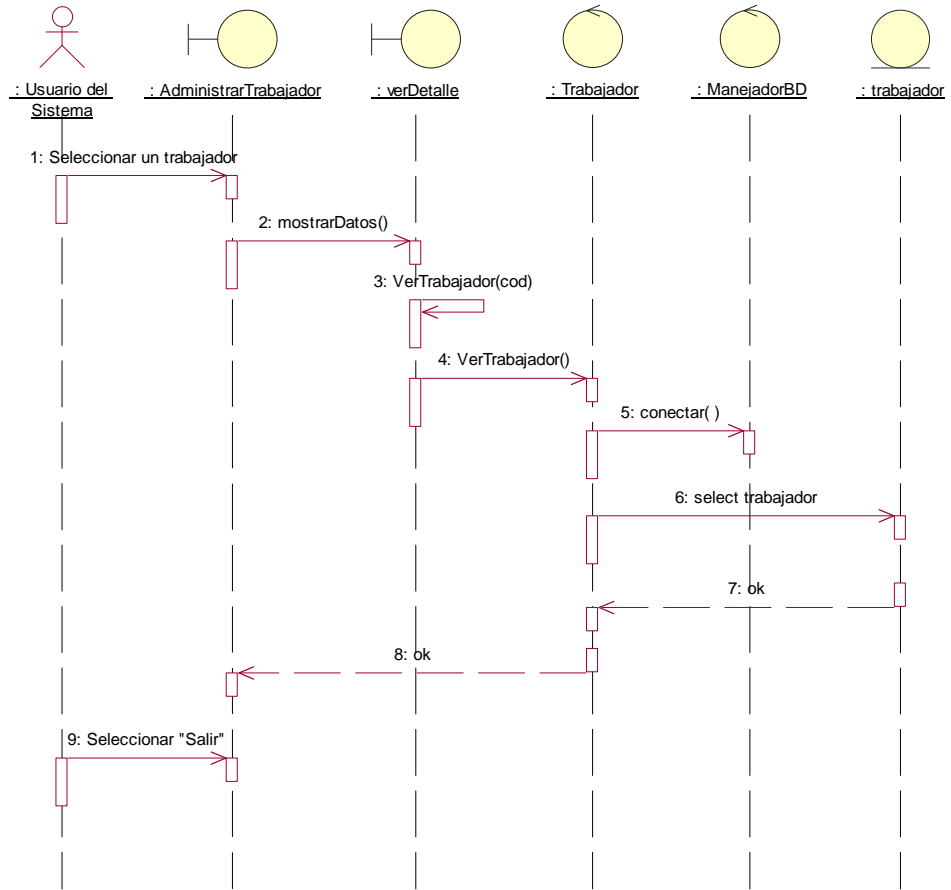 : Usuario del
Sistema
: AdministrarTrabajador
: verDetalle
: Trabajador
: ManejadorBD
: trabajador
1: Seleccionar un trabajador
2: mostrarDatos()
3: VerTrabajador(cod)
4: VerTrabajador()
5: conectar( )
6: select trabajador
7: ok
8: ok
9: Seleccionar "Salir"